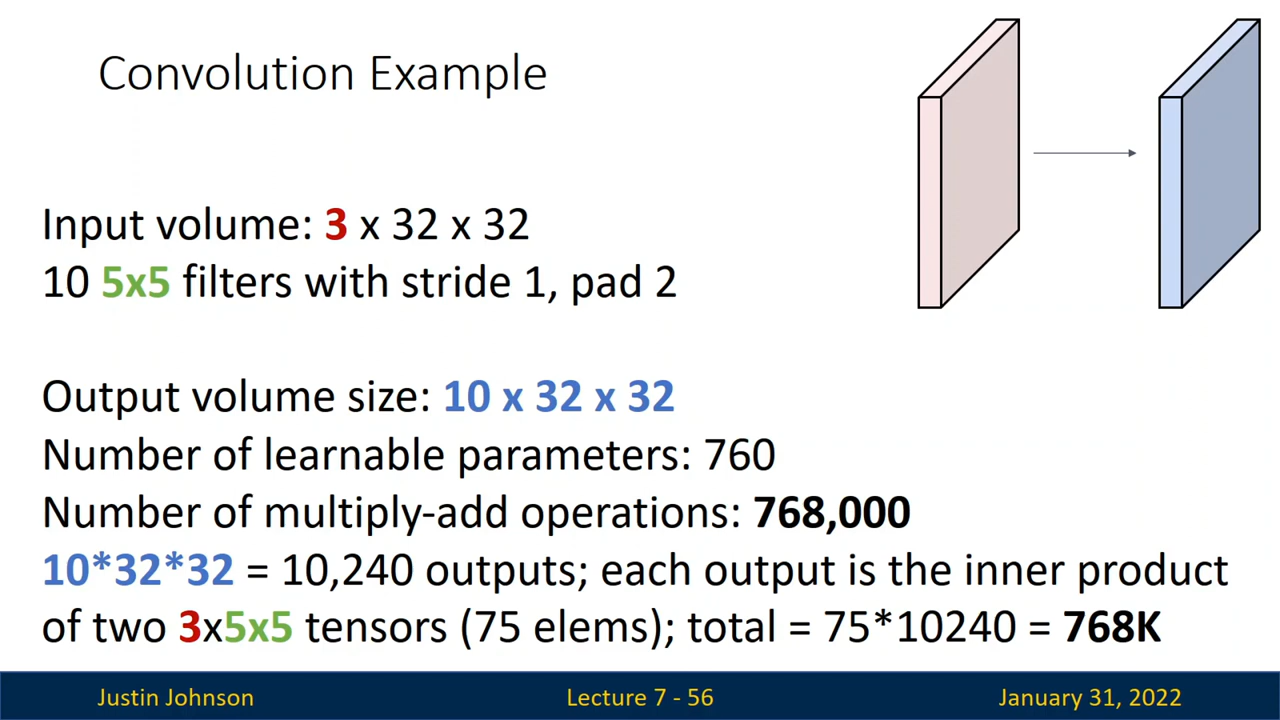 Convolution Example
Input volume: 3 x 32 x 32
10 5x5 filters with stride 1, pad 2
Output volume size: 10 x 32 x 32
Number of learnable parameters: 760
Number of multiply-add operations: 768,000
10*32*32 = 10,240 outputs; each output is the inner product
of two 3x5x5 tensors (75 elems); total = 75*10240 = 768K
Justin Johnson
Lecture 7 - 56
January 31, 2022